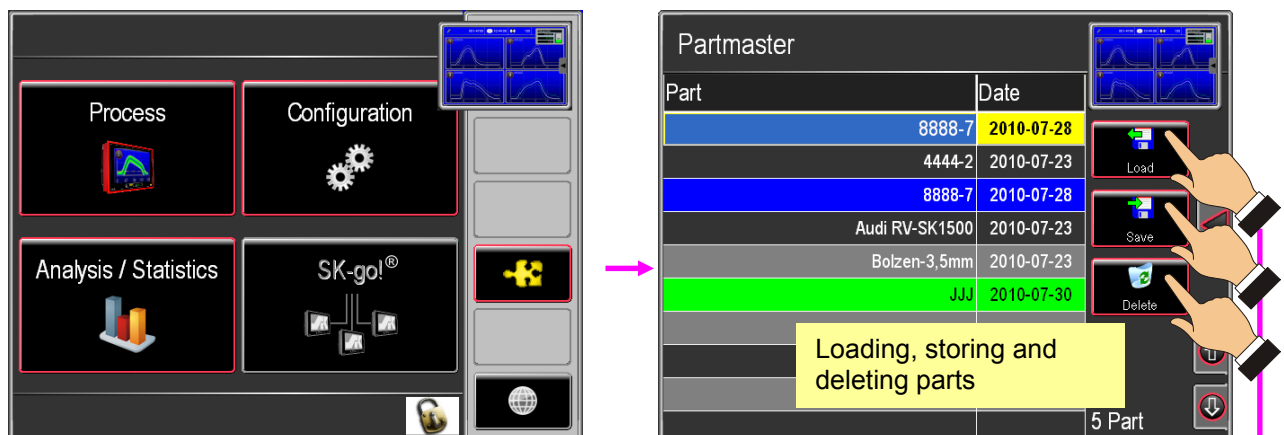 Process
Configuration
Analysis / Statistics
SK-go!®
Partmaster
Part
Date
8888-7 2010-07-28
4444-2 2010-07-23
8888-7 2010-07-28
Audi RV-SK1500 2010-07-23
Bolzen-3,5mm 2010-07-23
JJJ 2010-07-30
Load
Save
Delete
Loading, storing and
deleting parts
5 Part